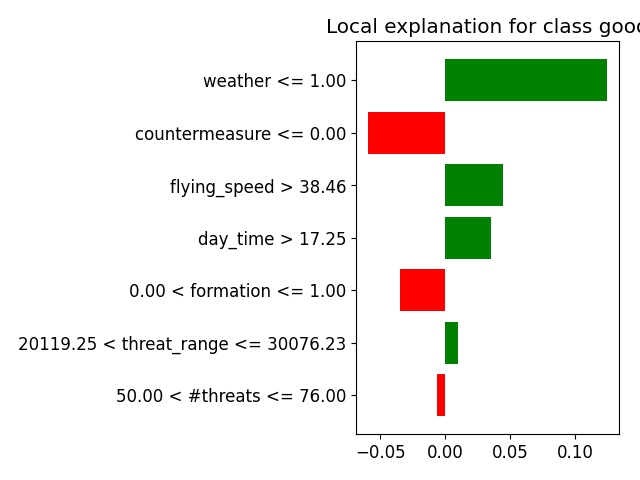 Local explanation for class good
weather <= 1.00
countermeasure <= 0.00
flying_speed > 38.46
day_time > 17.25
0.00 < formation <= 1.00
20119.25 < threat_range <= 30076.23
50.00 < #threats <= 76.00
−0.05 0.00 0.05 0.10